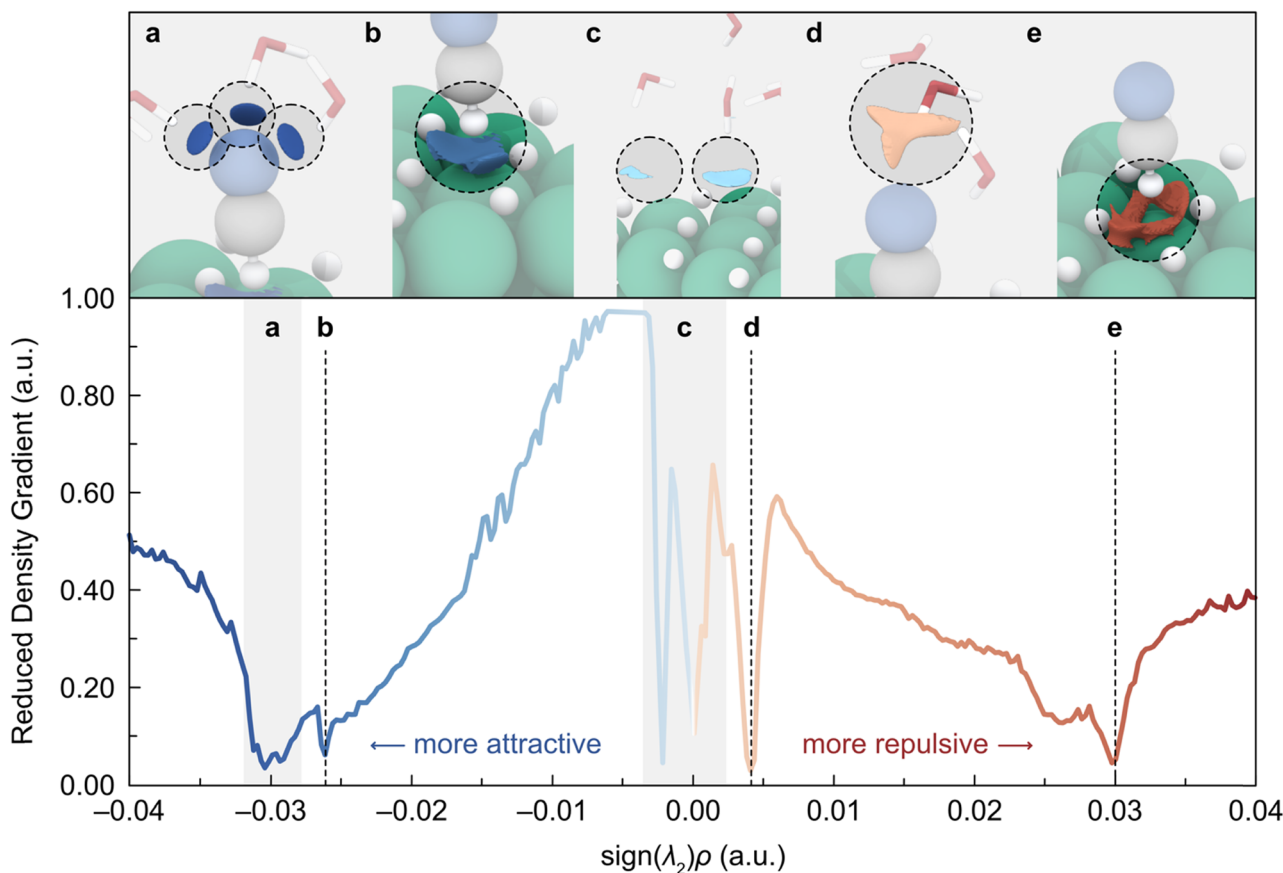 a b c d e
1.00
0.80
0.60
0.40
0.20
0.00
Reduced Density Gradient (a.u.)
a b c d e
← more attractive
more repulsive →
–0.04 –0.03 –0.02 –0.01 0.00 0.01 0.02 0.03 0.04
sign(λ₂)ρ (a.u.)